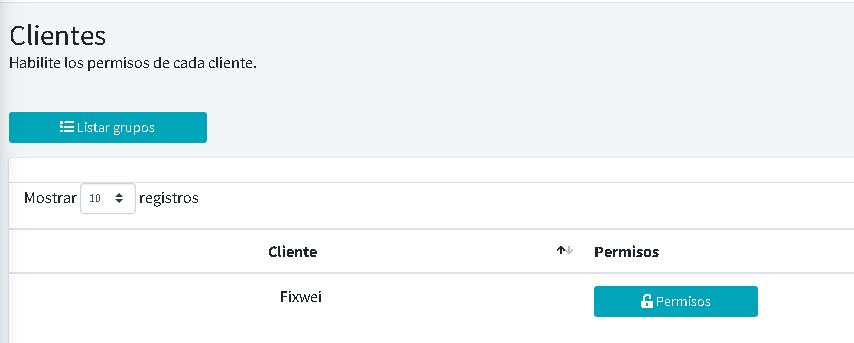 Clientes
Habilite los permisos de cada cliente.
Listar grupos
Mostrar 10 registros
Cliente Permisos
Fixwei Permisos